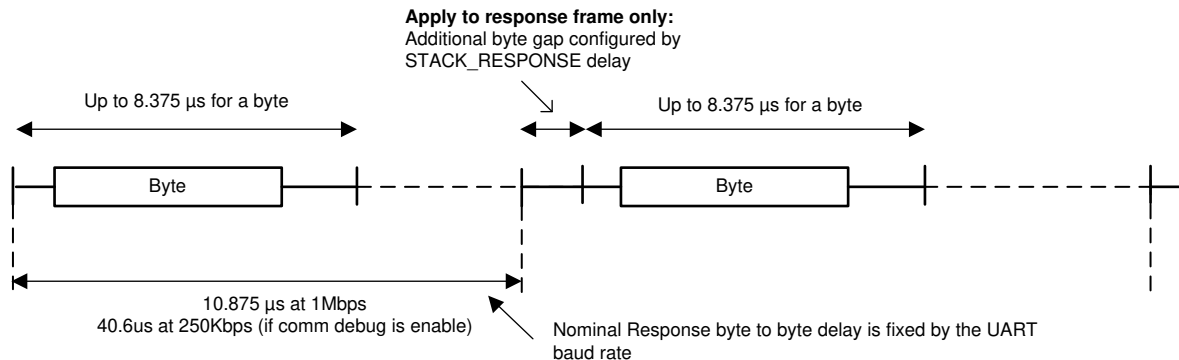 Apply to response frame only:
Additional byte gap configured by
STACK_RESPONSE delay
Up to 8.375 µs for a byte
Up to 8.375 µs for a byte
Byte
Byte
10.875 µs at 1Mbps
40.6us at 250Kbps (if comm debug is enable)
Nominal Response byte to byte delay is fixed by the UART
baud rate